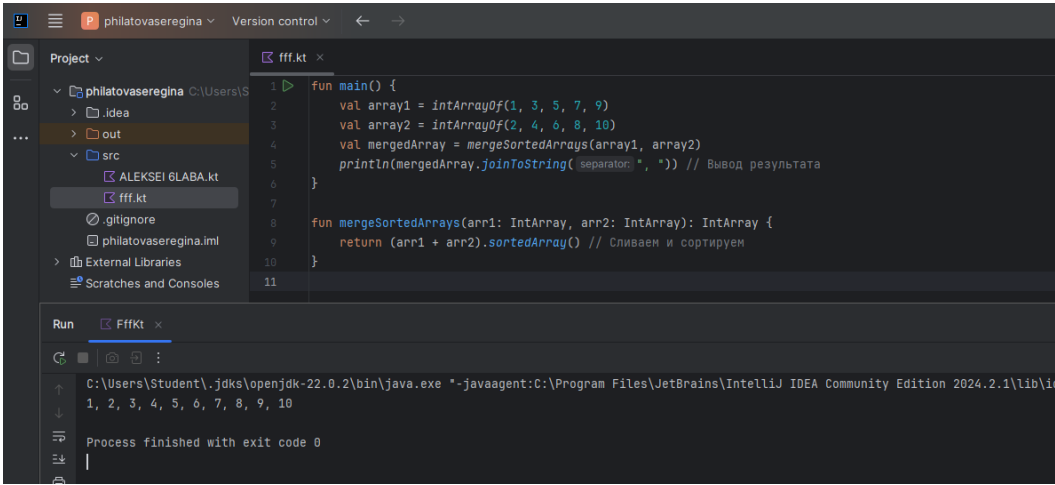 P philatovaseregina Version control
Project
fff.kt
philatovaseregina C:\Users\S
.idea
out
src
ALEKSEI 6LABA.kt
fff.kt
.gitignore
philatovaseregina.iml
External Libraries
Scratches and Consoles
1 fun main() {
2 val array1 = intArrayOf(1, 3, 5, 7, 9)
3 val array2 = intArrayOf(2, 4, 6, 8, 10)
4 val mergedArray = mergeSortedArrays(array1, array2)
5 println(mergedArray.joinToString( separator: ", ")) // Вывод результата
6 }
7
8 fun mergeSortedArrays(arr1: IntArray, arr2: IntArray): IntArray {
9 return (arr1 + arr2).sortedArray() // Сливаем и сортируем
10 }
11
Run FffKt
C:\Users\Student\.jdks\openjdk-22.0.2\bin\java.exe "-javaagent:C:\Program Files\JetBrains\IntelliJ IDEA Community Edition 2024.2.1\lib\
1, 2, 3, 4, 5, 6, 7, 8, 9, 10
Process finished with exit code 0